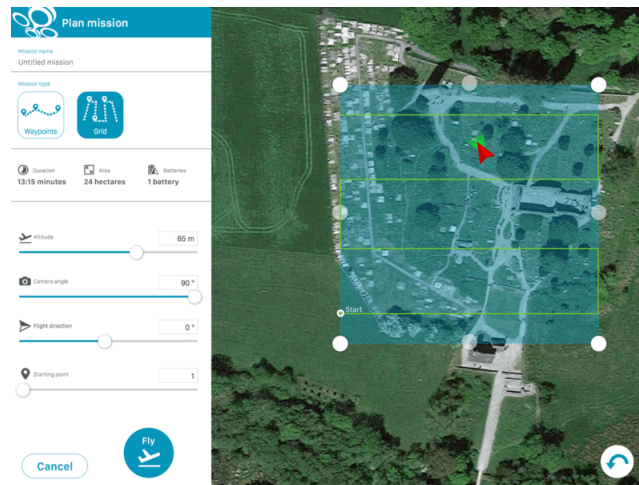 Plan mission
Mission name
Untitled mission
Mission type
Waypoints
Grid
Duration
13:15 minutes
Area
24 hectares
Batteries
1 battery
Altitude
65 m
Camera angle
90 °
Flight direction
0 °
Starting point
1
Cancel
Fly
Start